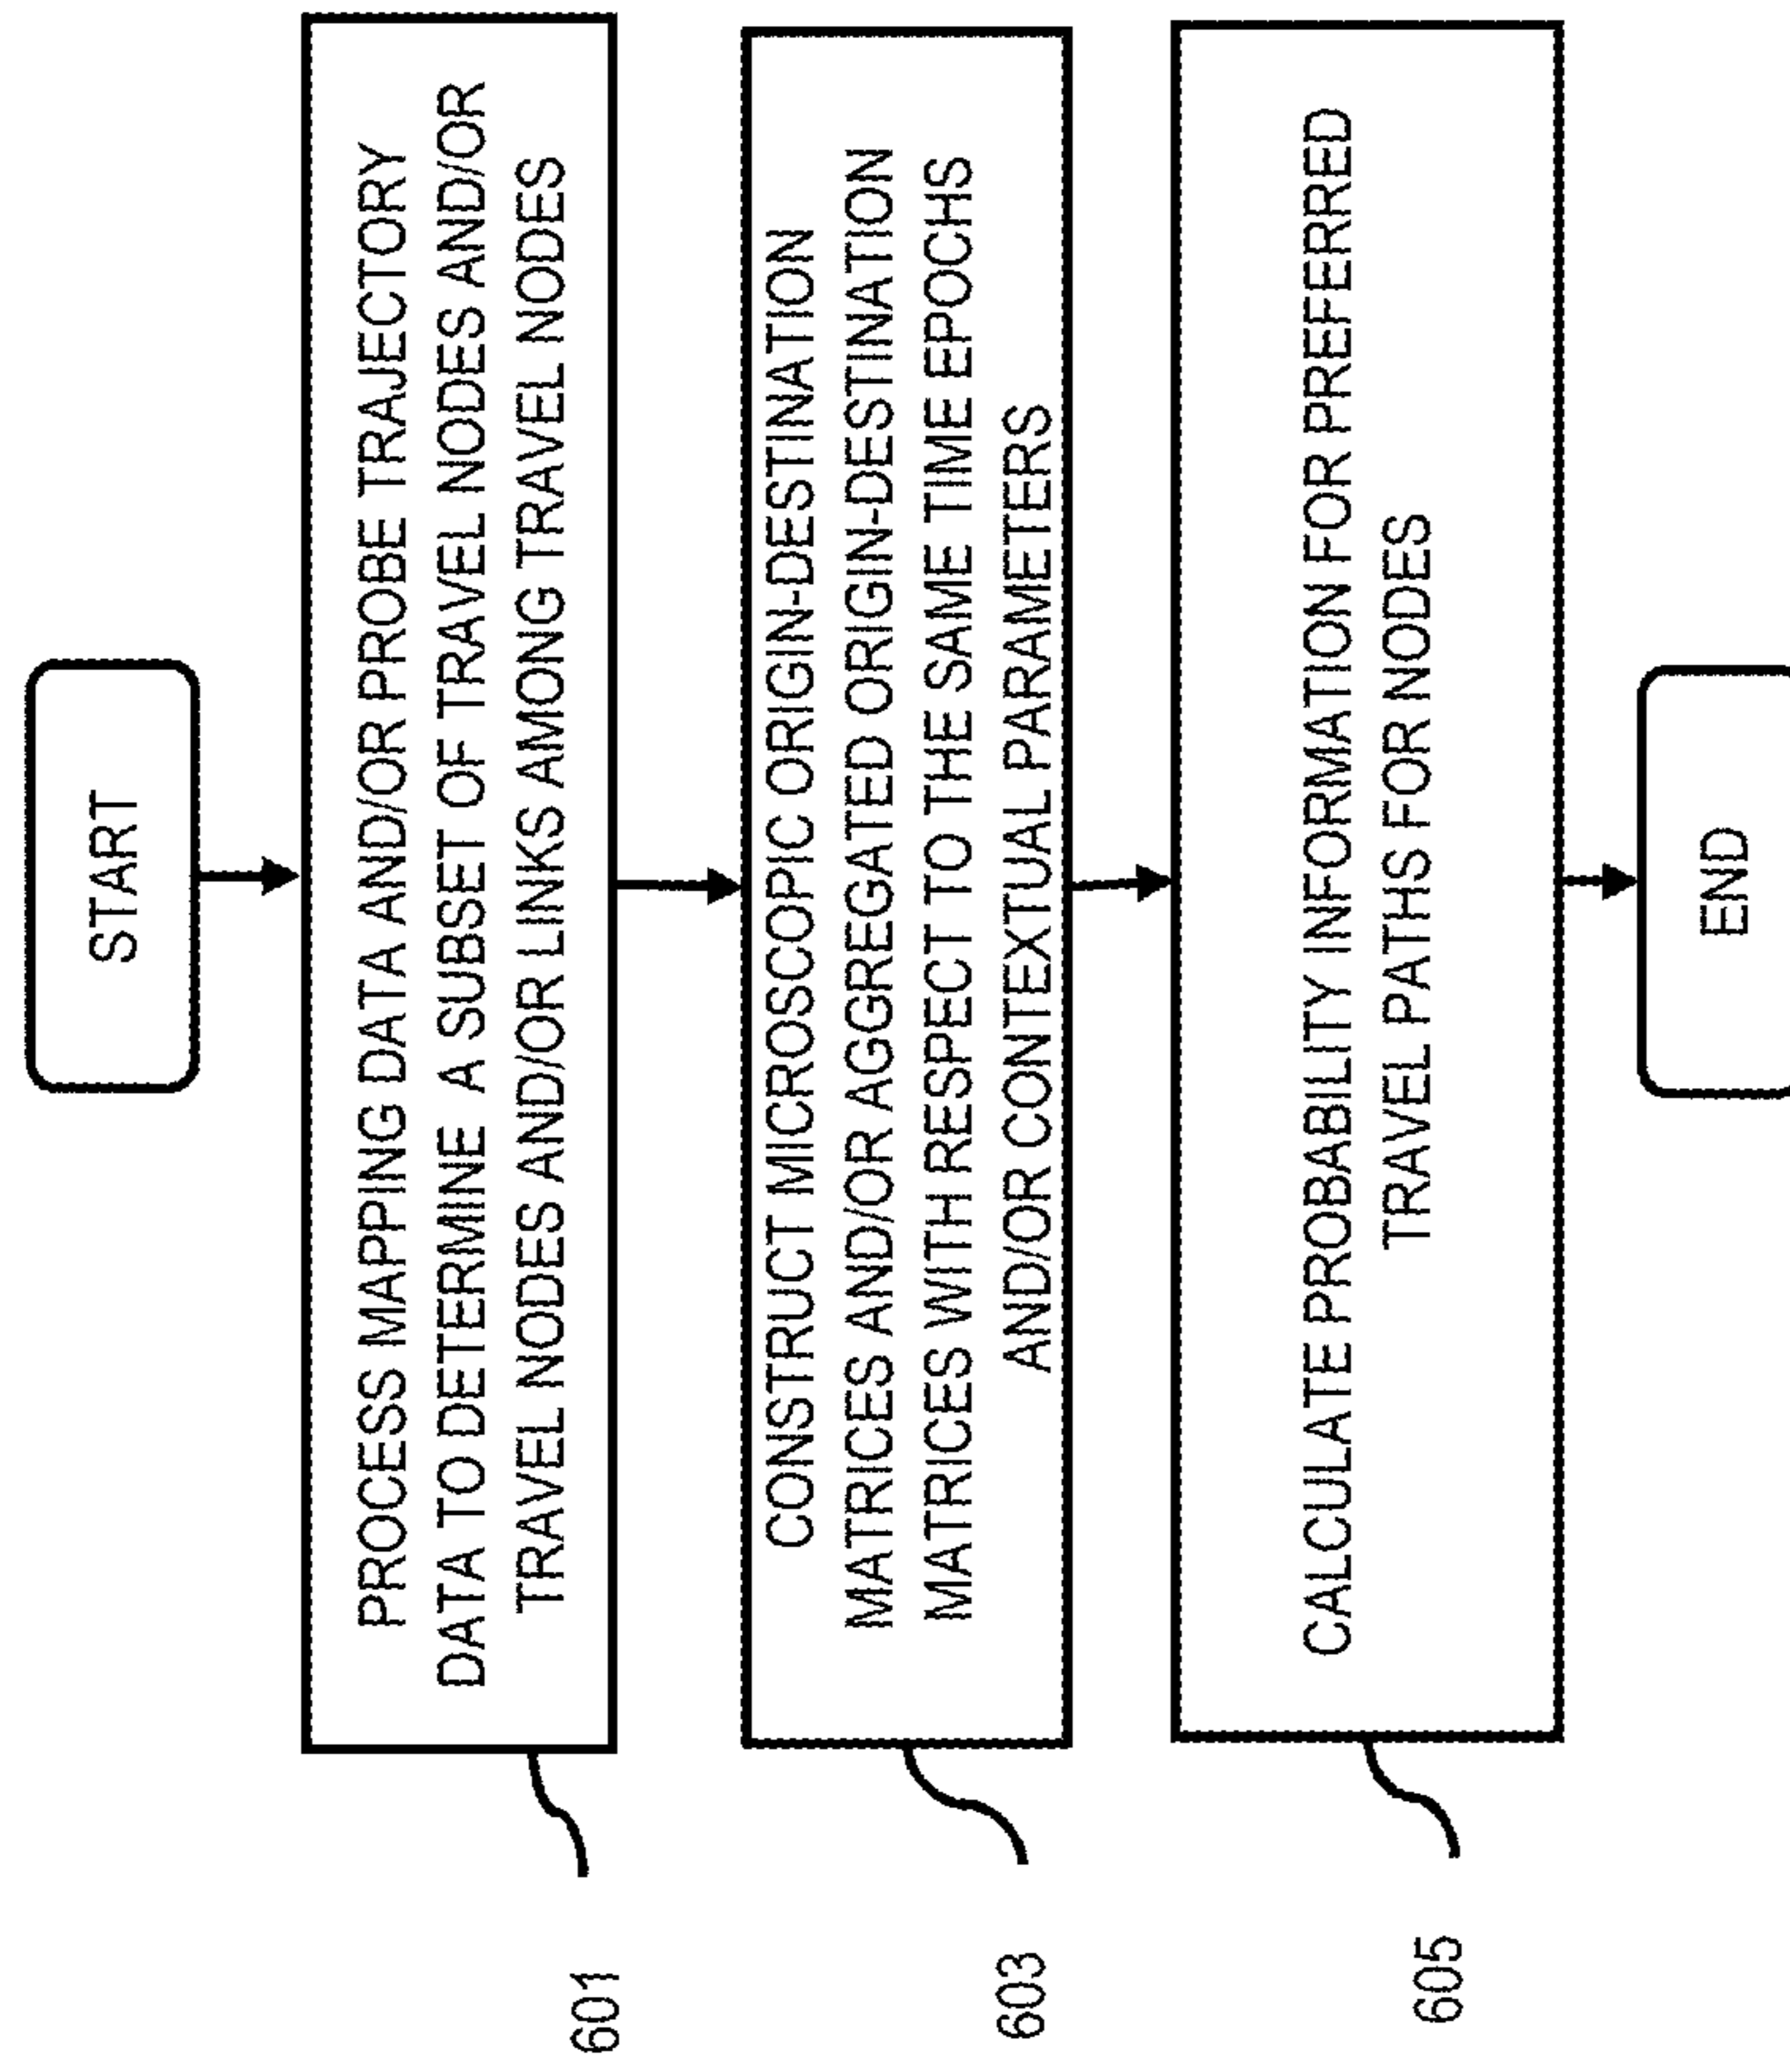 START
PROCESS MAPPING DATA AND/OR PROBE TRAJECTORY
DATA TO DETERMINE A SUBSET OF TRAVEL NODES AND/OR
TRAVEL NODES AND/OR LINKS AMONG TRAVEL NODES
601
CONSTRUCT MICROSCOPIC ORIGIN-DESTINATION
MATRICES AND/OR AGGREGATED ORIGIN-DESTINATION
MATRICES WITH RESPECT TO THE SAME TIME EPOCHS
AND/OR CONTEXTUAL PARAMETERS
603
CALCULATE PROBABILITY INFORMATION FOR PREFERRED
TRAVEL PATHS FOR NODES
605
END